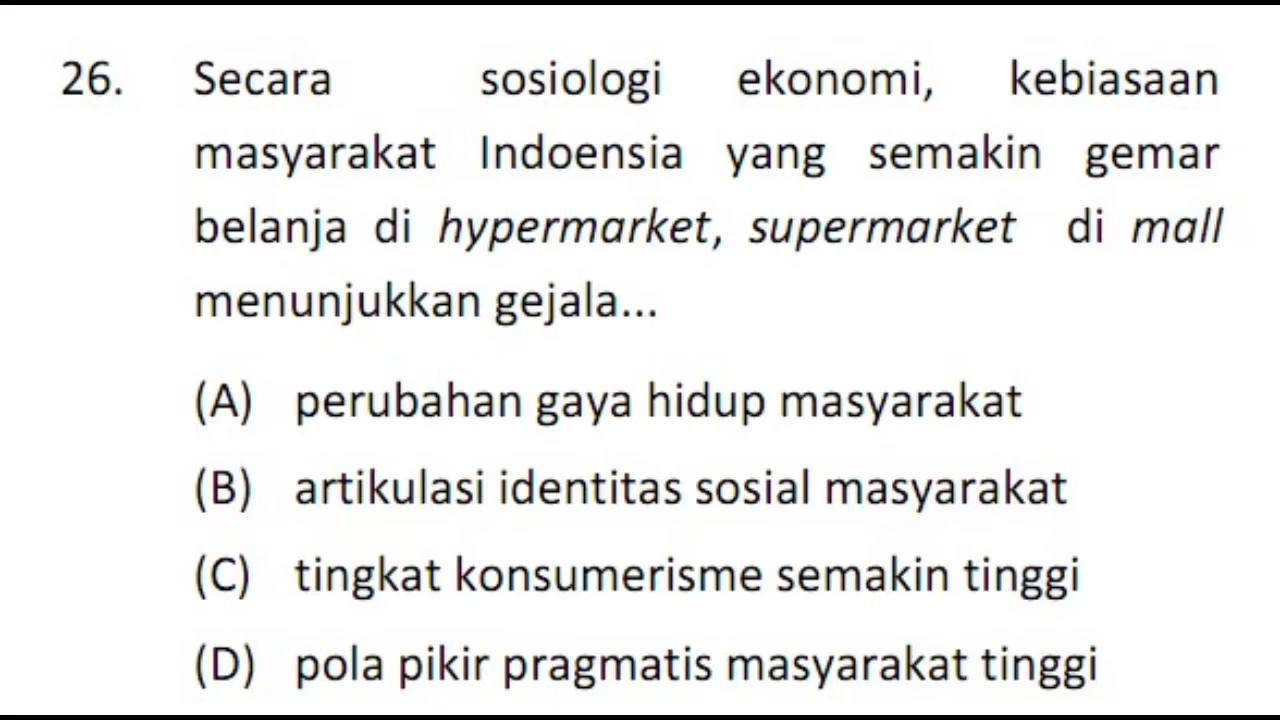 26. Secara sosiologi ekonomi, kebiasaan
masyarakat Indoensia yang semakin gemar
belanja di hypermarket, supermarket di mall
menunjukkan gejala...
(A) perubahan gaya hidup masyarakat
(B) artikulasi identitas sosial masyarakat
(C) tingkat konsumerisme semakin tinggi
(D) pola pikir pragmatis masyarakat tinggi